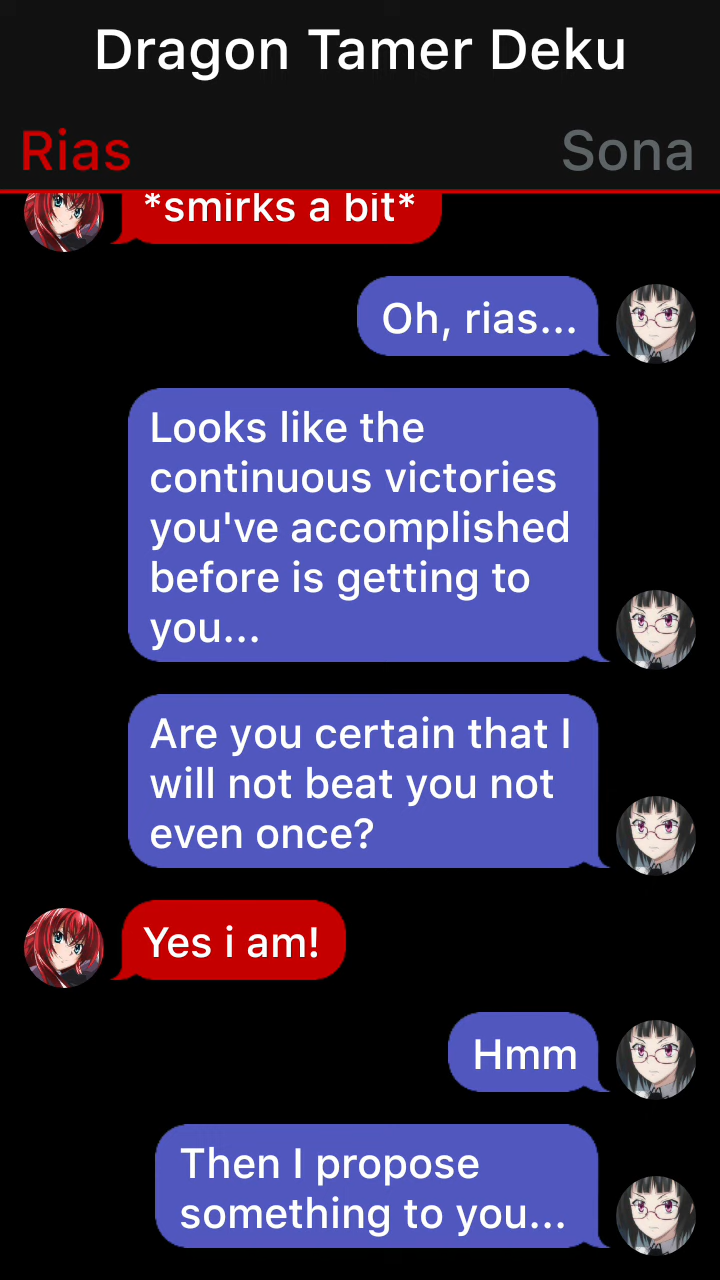 Dragon Tamer Deku
Rias
Sona
*smirks a bit*
Oh, rias...
Looks like the
continuous victories
you've accomplished
before is getting to
you...
Are you certain that I
will not beat you not
even once?
Yes i am!
Hmm
Then I propose
something to you...